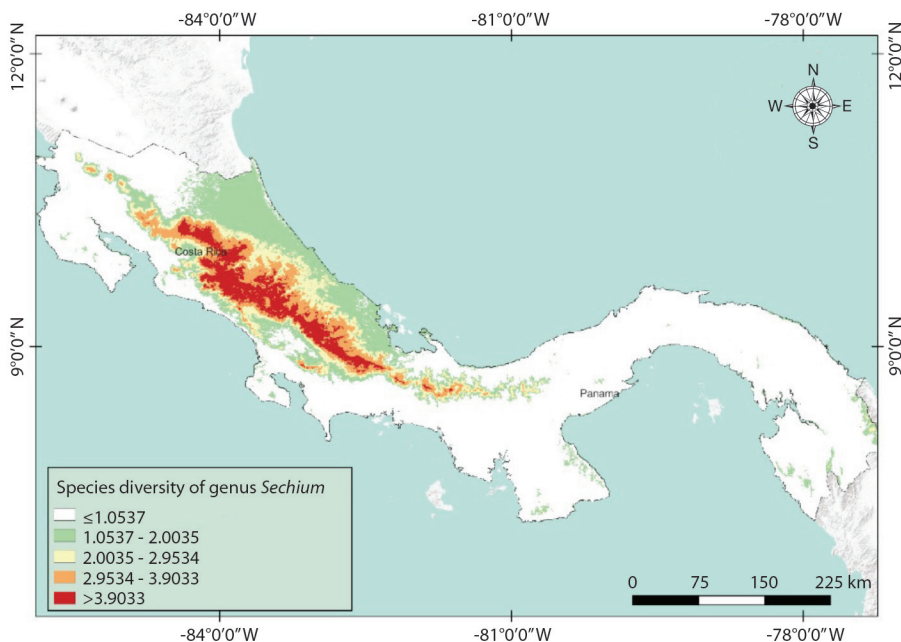 -84°0'0"W -81°0'0"W -78°0'0"W
12°0'0"N 12°0'0"N
N
W E
S
Costa Rica
9°0'0"N 9°0'0"N
Panama
Species diversity of genus Sechium
≤1.0537
1.0537 - 2.0035
2.0035 - 2.9534
2.9534 - 3.9033
>3.9033
0 75 150 225 km
-84°0'0"W -81°0'0"W -78°0'0"W